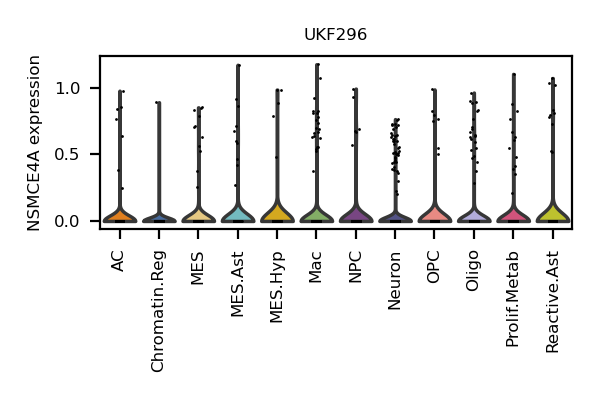 UKF296
NSMCE4A expression
1.0
0.5
0.0
AC
Chromatin.Reg
MES
MES.Ast
MES.Hyp
Mac
NPC
Neuron
OPC
Oligo
Prolif.Metab
Reactive.Ast